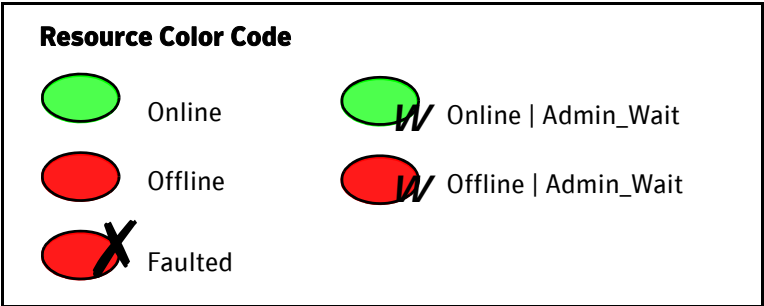 Resource Color Code
Online
W Online | Admin_Wait
Offline
W Offline | Admin_Wait
X Faulted